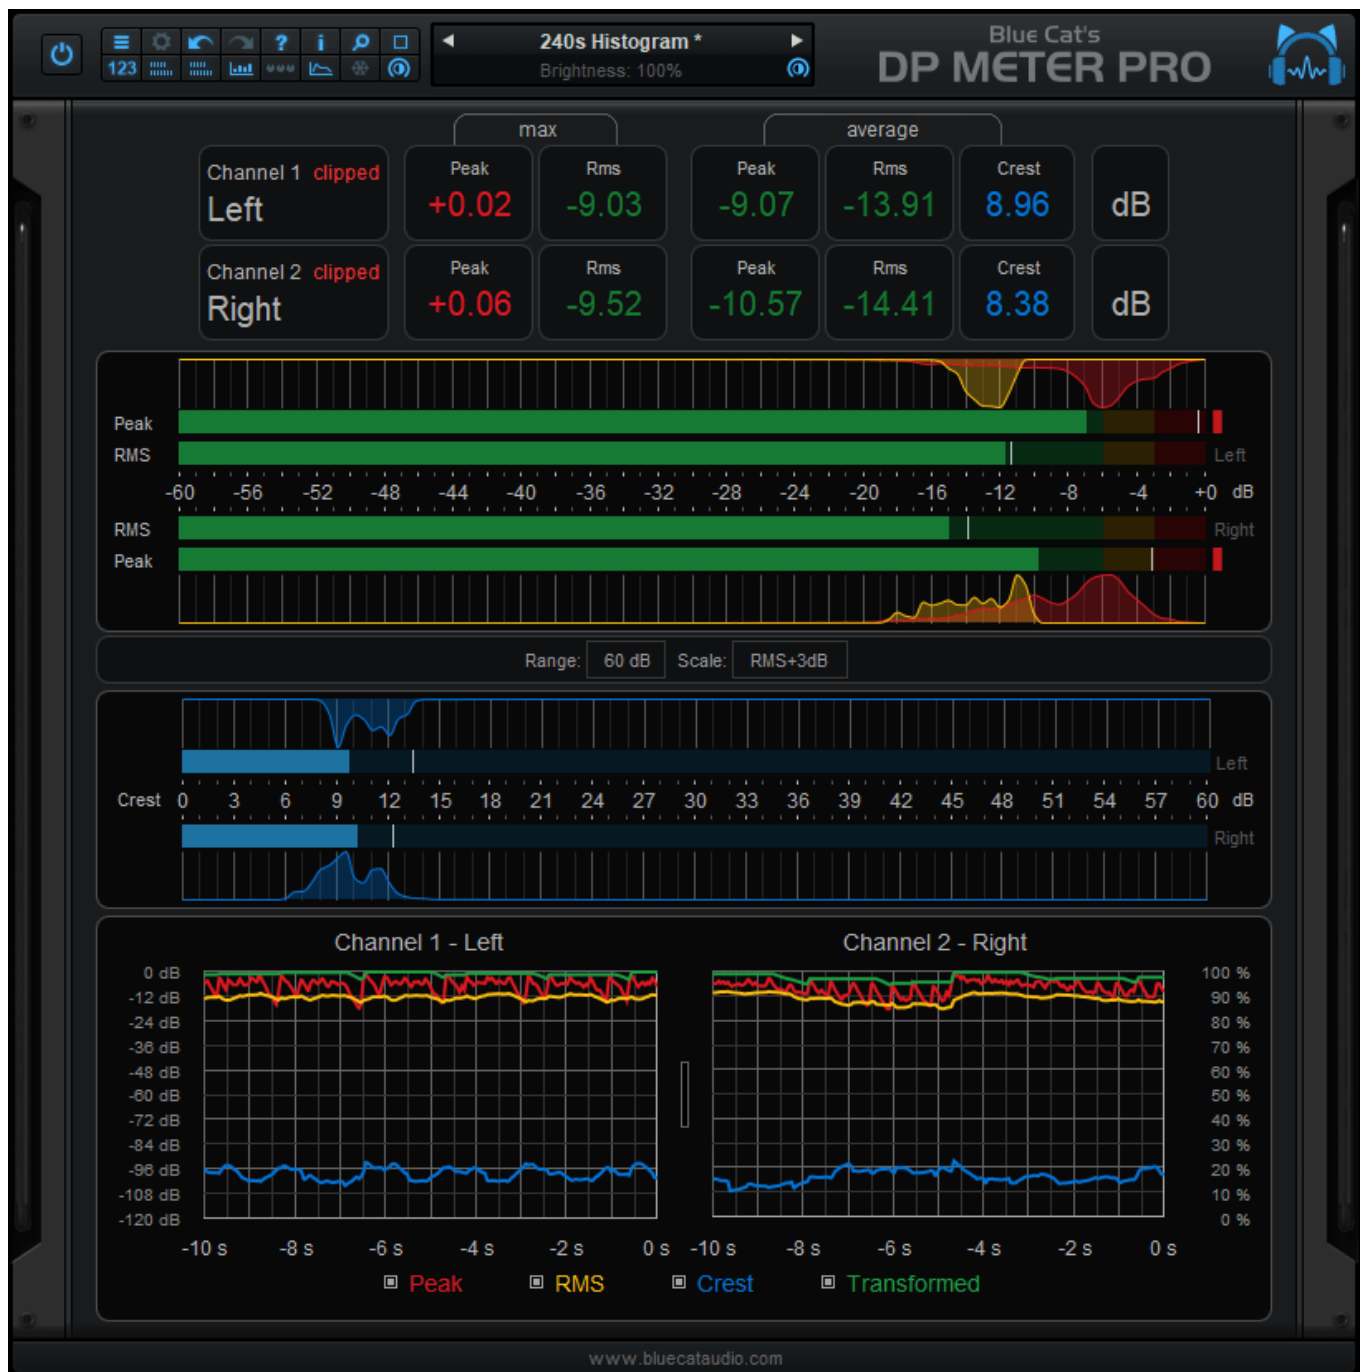 Blue Cat's
240s Histogram *
123
?
i
Brightness: 100%
DP METER PRO
max
average
Channel 1 clipped
Left
Peak
+0.02
Rms
-9.03
Peak
-9.07
Rms
-13.91
Crest
8.96
dB
Channel 2 clipped
Right
Peak
+0.06
Rms
-9.52
Peak
-10.57
Rms
-14.41
Crest
8.38
dB
Peak
RMS
Left
-60 -56 -52 -48 -44 -40 -36 -32 -28 -24 -20 -16 -12 -8 -4 +0 dB
RMS
Right
Peak
Range: 60 dB Scale: RMS+3dB
Left
Crest 0 3 6 9 12 15 18 21 24 27 30 33 36 39 42 45 48 51 54 57 60 dB
Right
Channel 1 - Left
Channel 2 - Right
0 dB
-12 dB
-24 dB
-36 dB
-48 dB
-60 dB
-72 dB
-84 dB
-96 dB
-108 dB
-120 dB
100 %
90 %
80 %
70 %
60 %
50 %
40 %
30 %
20 %
10 %
0 %
-10 s -8 s -6 s -4 s -2 s 0 s
-10 s -8 s -6 s -4 s -2 s 0 s
Peak RMS Crest Transformed
www.bluecataudio.com